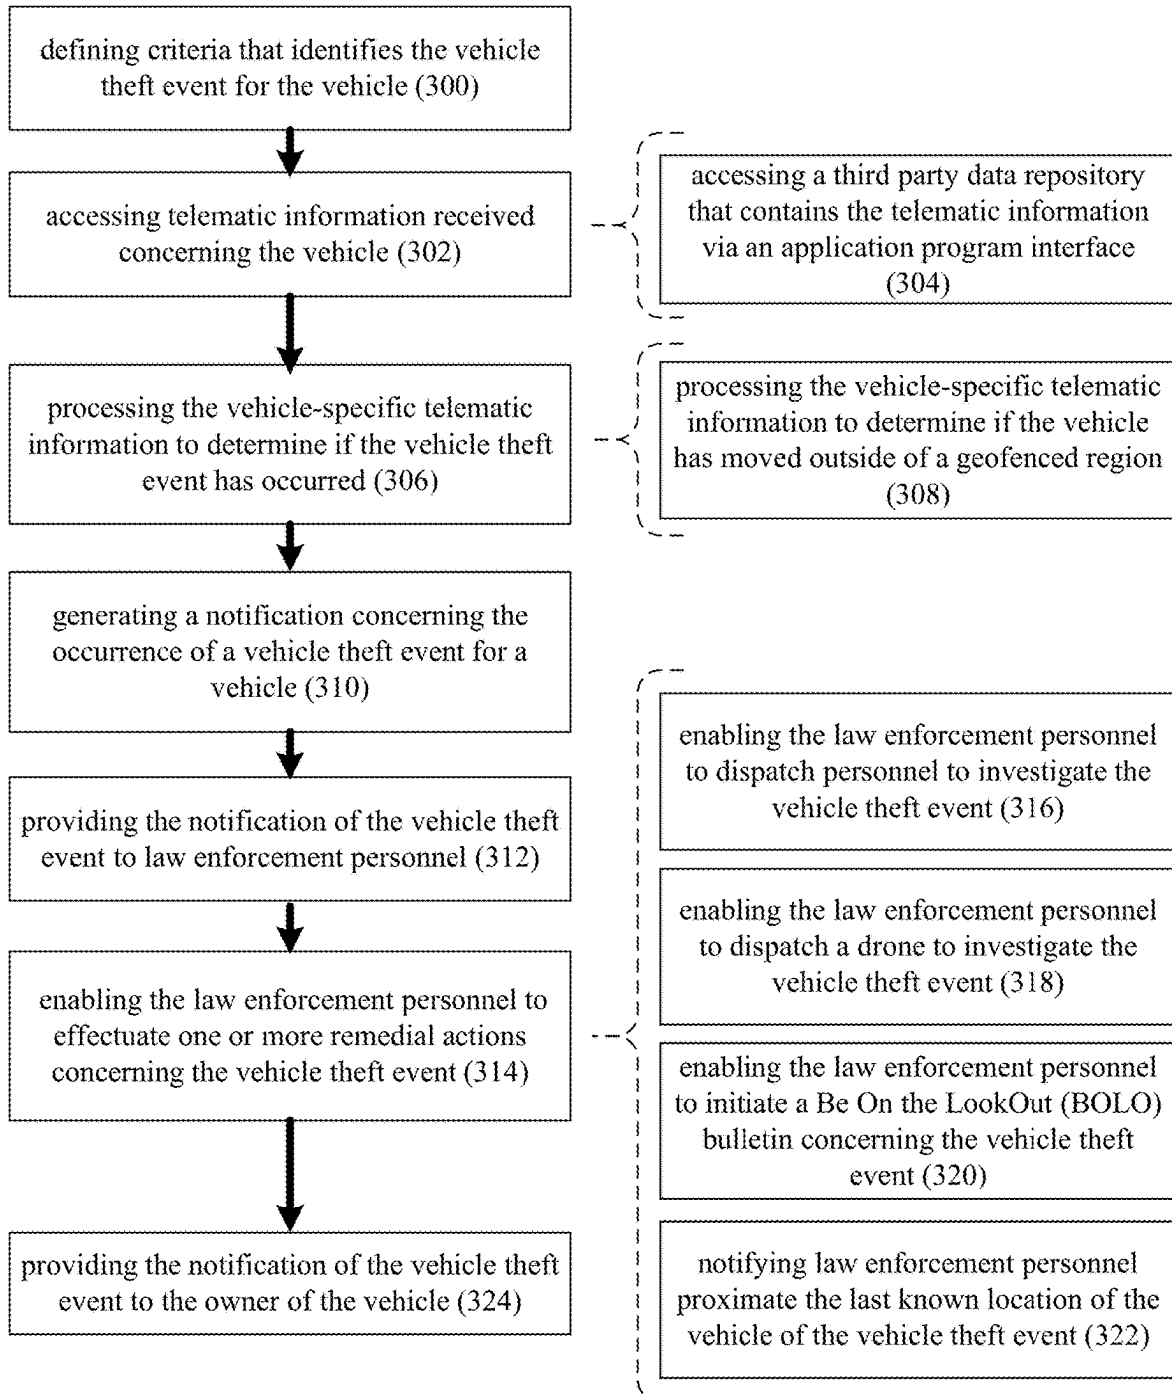 defining criteria that identifies the vehicle
theft event for the vehicle (300)
accessing telematic information received
concerning the vehicle (302)
accessing a third party data repository
that contains the telematic information
via an application program interface
(304)
processing the vehicle-specific telematic
information to determine if the vehicle theft
event has occurred (306)
processing the vehicle-specific telematic
information to determine if the vehicle
has moved outside of a geofenced region
(308)
generating a notification concerning the
occurrence of a vehicle theft event for a
vehicle (310)
providing the notification of the vehicle theft
event to law enforcement personnel (312)
enabling the law enforcement personnel to
effectuate one or more remedial actions
concerning the vehicle theft event (314)
enabling the law enforcement personnel
to dispatch personnel to investigate the
vehicle theft event (316)
enabling the law enforcement personnel
to dispatch a drone to investigate the
vehicle theft event (318)
enabling the law enforcement personnel
to initiate a Be On the LookOut (BOLO)
bulletin concerning the vehicle theft
event (320)
notifying law enforcement personnel
proximate the last known location of the
vehicle of the vehicle theft event (322)
providing the notification of the vehicle theft
event to the owner of the vehicle (324)